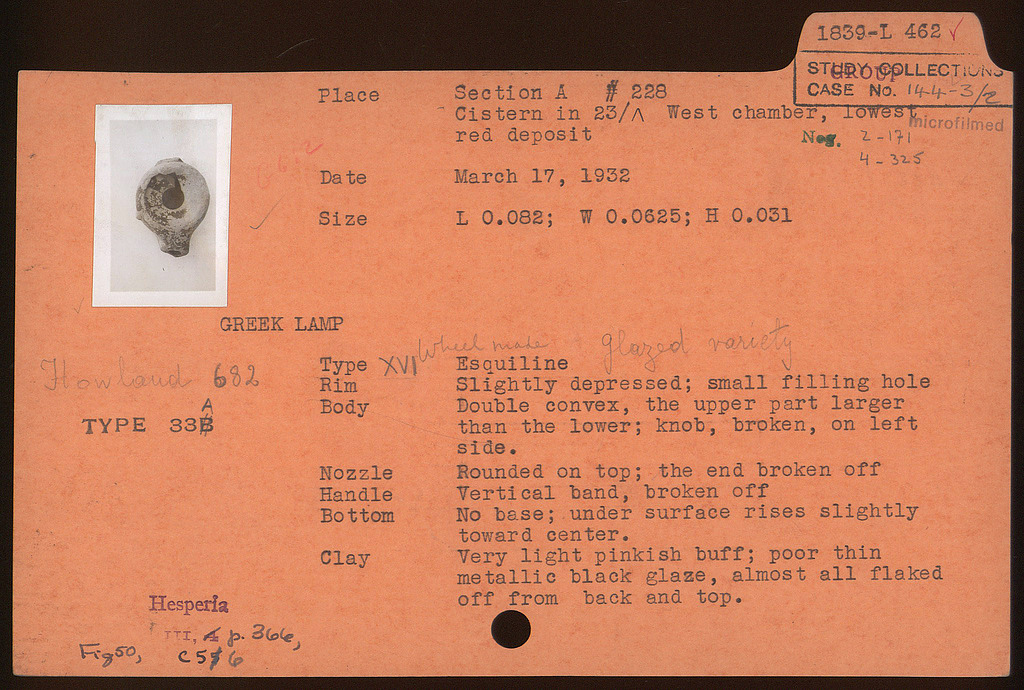 1839-L 462 ✓
GROUP
STUDY COLLECTIONS
CASE No. 144-3/2
microfilmed
Neg. 2-171
4-325
Place Section A # 228
Cistern in 23/Λ West chamber, lowest
red deposit
Date March 17, 1932
Size L 0.082; W 0.0625; H 0.031
GREEK LAMP
Wheel made glazed variety
Type XVI Esquiline
Howland 682
Rim Slightly depressed; small filling hole
Body Double convex, the upper part larger
than the lower; knob, broken, on left
side.
A
TYPE 33B
Nozzle Rounded on top; the end broken off
Handle Vertical band, broken off
Bottom No base; under surface rises slightly
toward center.
Clay Very light pinkish buff; poor thin
metallic black glaze, almost all flaked
off from back and top.
Hesperia
III, 4 p. 366,
Fig 50,